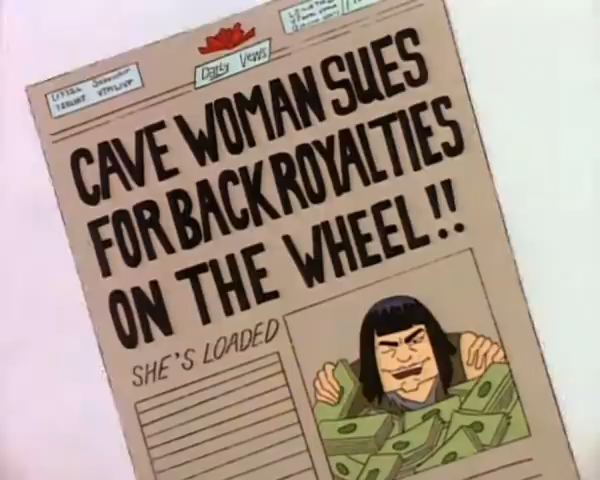 Daily News
CAVE WOMAN SUES
FOR BACK ROYALTIES
ON THE WHEEL!!
SHE'S LOADED